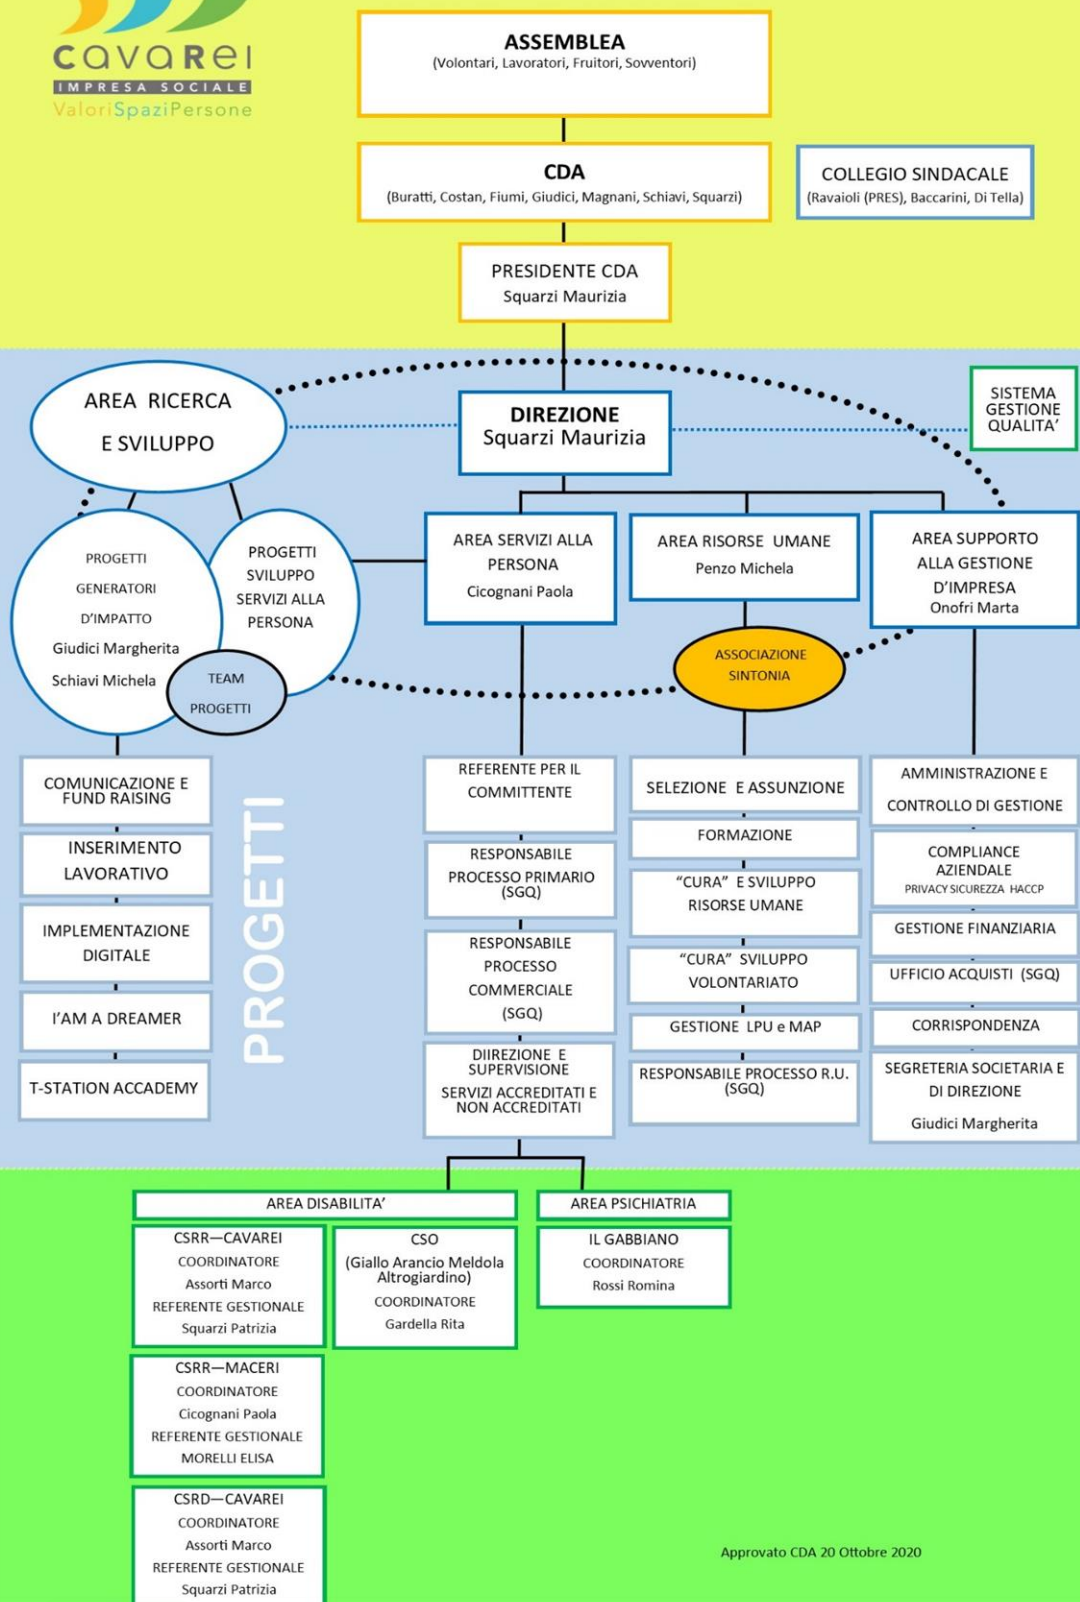 cavaRei
IMPRESA SOCIALE
ValoriSpaziPersone
ASSEMBLEA
(Volontari, Lavoratori, Fruitori, Sovventori)
CDA
(Buratti, Costan, Fiumi, Giudici, Magnani, Schiavi, Squarzi)
COLLEGIO SINDACALE
(Ravaioli (PRES), Baccarini, Di Tella)
PRESIDENTE CDA
Squarzi Maurizia
AREA RICERCA
E SVILUPPO
DIREZIONE
Squarzi Maurizia
SISTEMA
GESTIONE
QUALITA’
PROGETTI
GENERATORI
D’IMPATTO
Giudici Margherita
Schiavi Michela
PROGETTI
SVILUPPO
SERVIZI ALLA
PERSONA
TEAM
PROGETTI
AREA SERVIZI ALLA
PERSONA
Cicognani Paola
AREA RISORSE UMANE
Penzo Michela
AREA SUPPORTO
ALLA GESTIONE
D’IMPRESA
Onofri Marta
ASSOCIAZIONE
SINTONIA
COMUNICAZIONE E
FUND RAISING
INSERIMENTO
LAVORATIVO
IMPLEMENTAZIONE
DIGITALE
I’AM A DREAMER
T-STATION ACCADEMY
PROGETTI
REFERENTE PER IL
COMMITTENTE
RESPONSABILE
PROCESSO PRIMARIO
(SGQ)
RESPONSABILE
PROCESSO
COMMERCIALE
(SGQ)
DIIREZIONE E
SUPERVISIONE
SERVIZI ACCREDITATI E
NON ACCREDITATI
SELEZIONE E ASSUNZIONE
FORMAZIONE
“CURA” E SVILUPPO
RISORSE UMANE
“CURA” SVILUPPO
VOLONTARIATO
GESTIONE LPU e MAP
RESPONSABILE PROCESSO R.U.
(SGQ)
AMMINISTRAZIONE E
CONTROLLO DI GESTIONE
COMPLIANCE
AZIENDALE
PRIVACY SICUREZZA HACCP
GESTIONE FINANZIARIA
UFFICIO ACQUISTI (SGQ)
CORRISPONDENZA
SEGRETERIA SOCIETARIA E
DI DIREZIONE
Giudici Margherita
AREA DISABILITA’
CSRR—CAVAREI
COORDINATORE
Assorti Marco
REFERENTE GESTIONALE
Squarzi Patrizia
CSO
(Giallo Arancio Meldola
Altrogiardino)
COORDINATORE
Gardella Rita
AREA PSICHIATRIA
IL GABBIANO
COORDINATORE
Rossi Romina
CSRR—MACERI
COORDINATORE
Cicognani Paola
REFERENTE GESTIONALE
MORELLI ELISA
CSRD—CAVAREI
COORDINATORE
Assorti Marco
REFERENTE GESTIONALE
Squarzi Patrizia
Approvato CDA 20 Ottobre 2020